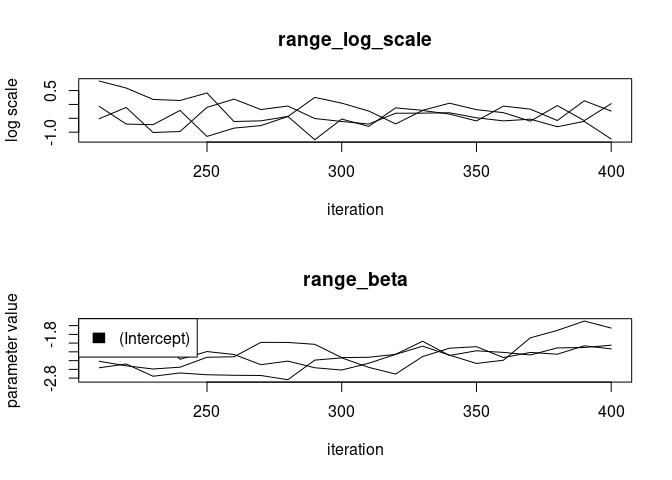 range_log_scale
log scale
0.5
-1.0
250 300 350 400
iteration
range_beta
parameter value
-1.8
-2.8
(Intercept)
250 300 350 400
iteration